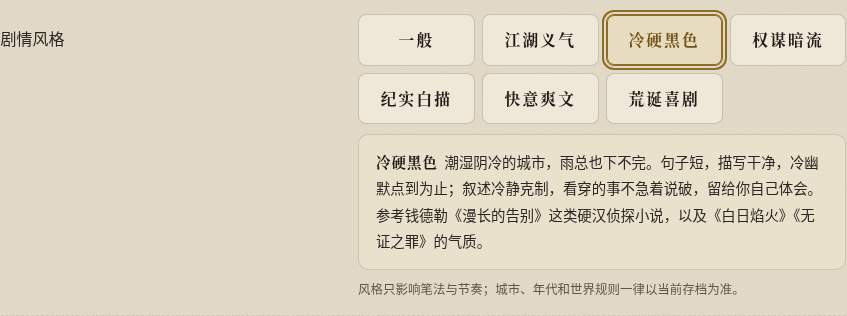 剧情风格
一般 江湖义气 冷硬黑色 权谋暗流
纪实白描 快意爽文 荒诞喜剧
冷硬黑色 潮湿阴冷的城市，雨总也下不完。句子短，描写干净，冷幽
默点到为止；叙述冷静克制，看穿的事不急着说破，留给你自己体会。
参考钱德勒《漫长的告别》这类硬汉侦探小说，以及《白日焰火》《无
证之罪》的气质。
风格只影响笔法与节奏；城市、年代和世界规则一律以当前存档为准。